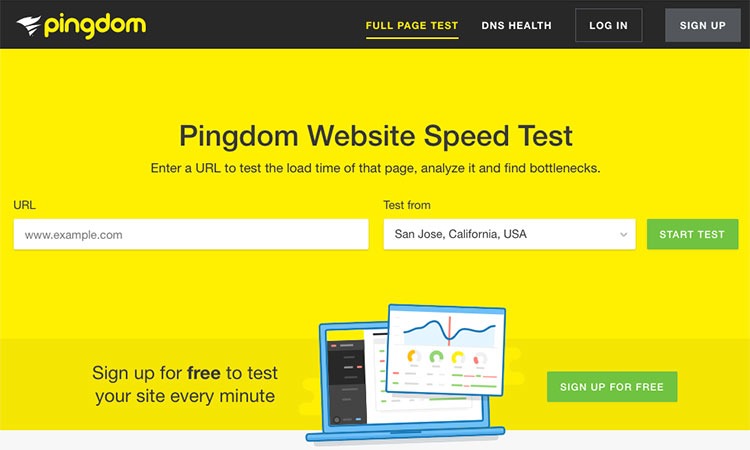 pingdom
FULL PAGE TEST
DNS HEALTH
LOG IN
SIGN UP
Pingdom Website Speed Test
Enter a URL to test the load time of that page, analyze it and find bottlenecks.
URL
Test from
www.example.com
San Jose, California, USA
START TEST
Sign up for free to test
your site every minute
SIGN UP FOR FREE